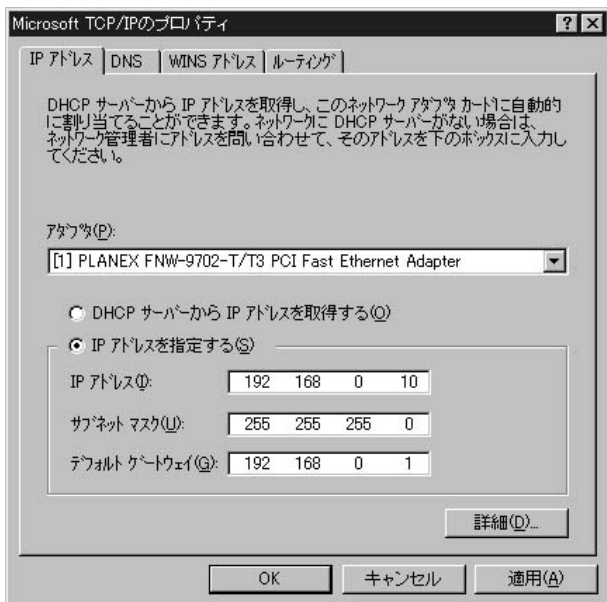 Microsoft TCP/IPのプロパティ
IP アドレス
DNS
WINS アドレス
ルーティング
DHCP サーバーから IP アドレスを取得し、このネットワーク アダプタ カードに自動的
に割り当てることができます。ネットワークに DHCP サーバーがない場合は、
ネットワーク管理者にアドレスを問い合わせて、そのアドレスを下のボックスに入力し
てください。
アダプタ(P):
[1] PLANEX FNW-9702-T/T3 PCI Fast Ethernet Adapter
DHCP サーバーから IP アドレスを取得する(O)
IP アドレスを指定する(S)
IP アドレス(I): 192 168 0 10
サブネット マスク(U): 255 255 255 0
デフォルト ゲートウェイ(G): 192 168 0 1
詳細(D)...
OK
キャンセル
適用(A)